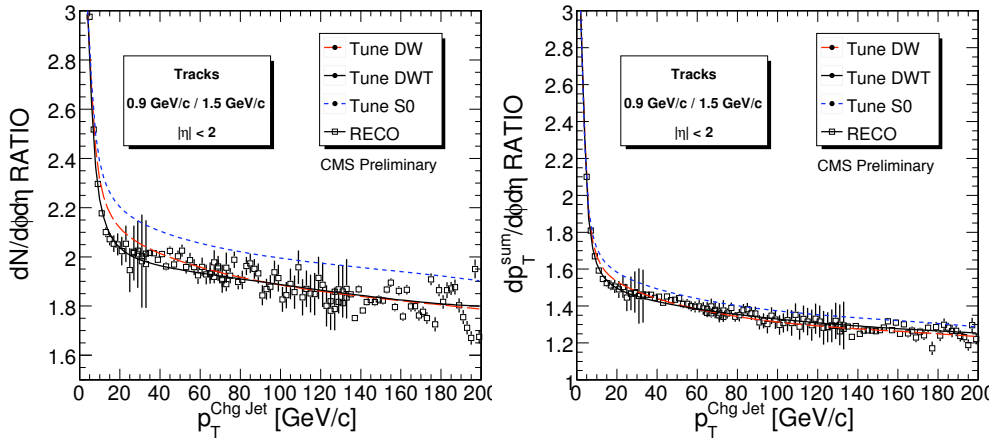 dN/dϕdη RATIO
3
2.8
2.6
2.4
2.2
2
1.8
1.6
Tracks
0.9 GeV/c / 1.5 GeV/c
|η| < 2
Tune DW
Tune DWT
Tune S0
RECO
CMS Preliminary
0 20 40 60 80 100 120 140 160 180 200
p_T^Chg Jet [GeV/c]
dp_T^sum/dϕdη RATIO
3
2.8
2.6
2.4
2.2
2
1.8
1.6
1.4
1.2
1
Tracks
0.9 GeV/c / 1.5 GeV/c
|η| < 2
Tune DW
Tune DWT
Tune S0
RECO
CMS Preliminary
0 20 40 60 80 100 120 140 160 180 200
p_T^Chg Jet [GeV/c]